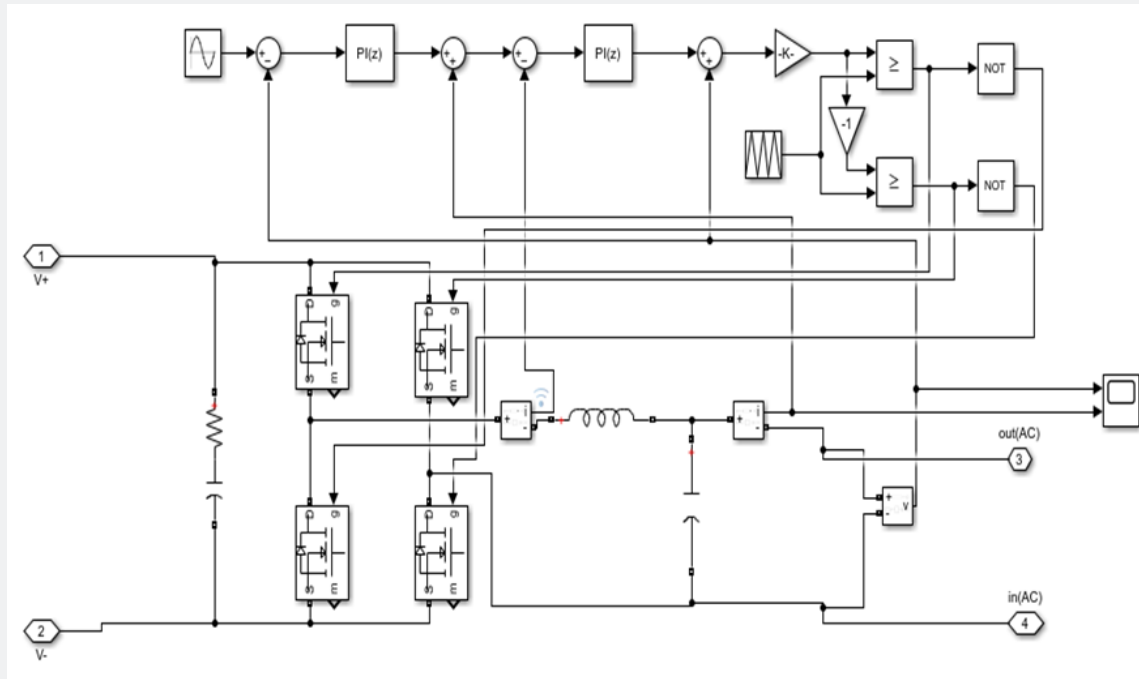 PI(z)
PI(z)
-K-
≥
NOT
-1
≥
NOT
1
V+
2
V-
g
D
S
m
g
D
S
m
g
D
S
m
g
D
S
m
+
i
-
+
i
-
+
-
v
out(AC)
3
in(AC)
4